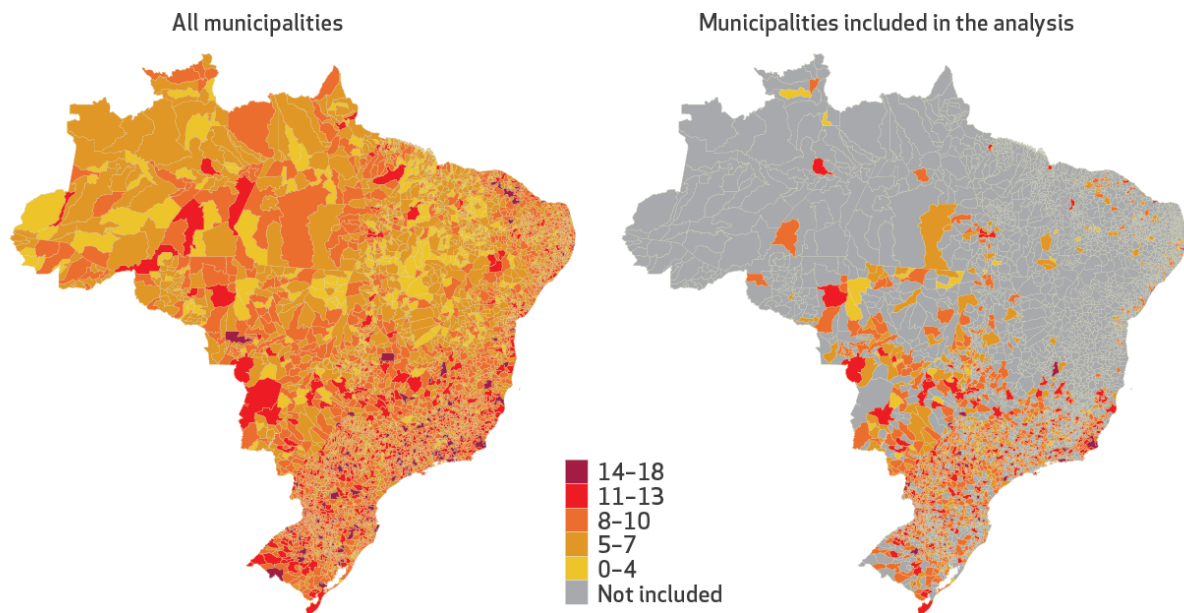 All municipalities
Municipalities included in the analysis
14–18
11–13
8–10
5–7
0–4
Not included